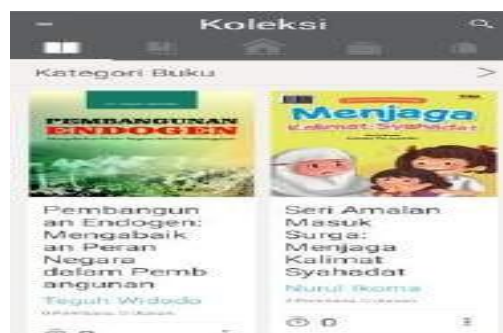 Koleksi
Kategori Buku
PEMBANGUNAN
ENDOGEN
Menjaga
Kalimat Syahadat
Pembangun
an Endogen:
Mengabaik
an Peran
Negara
dalam Pemb
angunan
Teguh Widodo
Seri Amalan
Masuk
Surga:
Menjaga
Kalimat
Syahadat
Nurul Ikoma
0